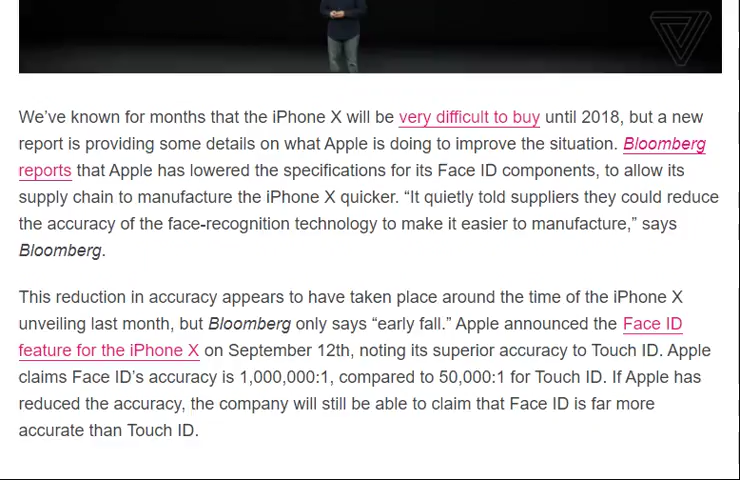 We’ve known for months that the iPhone X will be very difficult to buy until 2018, but a new
report is providing some details on what Apple is doing to improve the situation. Bloomberg
reports that Apple has lowered the specifications for its Face ID components, to allow its
supply chain to manufacture the iPhone X quicker. “It quietly told suppliers they could reduce
the accuracy of the face-recognition technology to make it easier to manufacture,” says
Bloomberg.
This reduction in accuracy appears to have taken place around the time of the iPhone X
unveiling last month, but Bloomberg only says “early fall.” Apple announced the Face ID
feature for the iPhone X on September 12th, noting its superior accuracy to Touch ID. Apple
claims Face ID’s accuracy is 1,000,000:1, compared to 50,000:1 for Touch ID. If Apple has
reduced the accuracy, the company will still be able to claim that Face ID is far more
accurate than Touch ID.